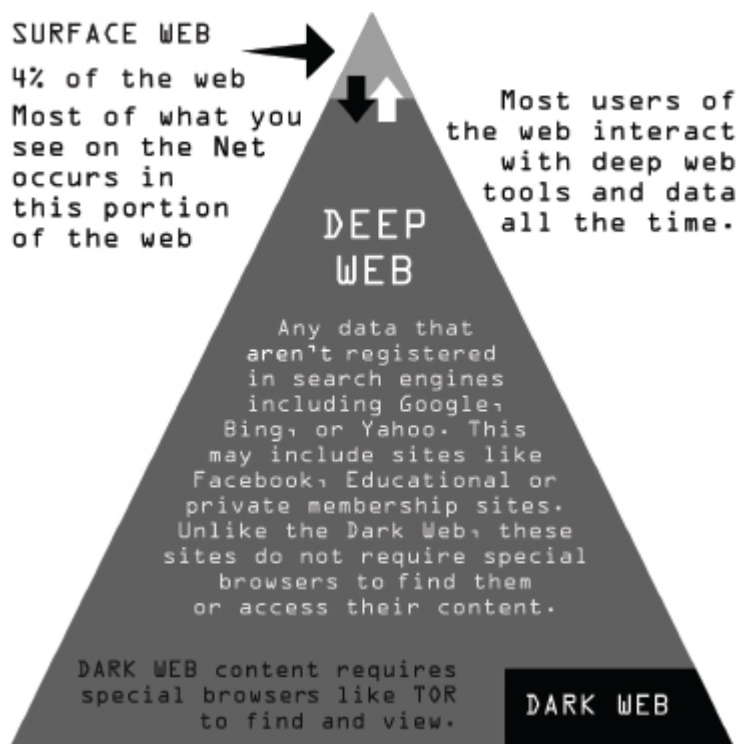 SURFACE WEB
4% of the web
Most of what you
see on the Net
occurs in
this portion
of the web
Most users of
the web interact
with deep web
tools and data
all the time.
DEEP
WEB
Any data that
aren't registered
in search engines
including Google,
Bing, or Yahoo. This
may include sites like
Facebook, Educational or
private membership sites.
Unlike the Dark Web, these
sites do not require special
browsers to find them
or access their content.
DARK WEB content requires
special browsers like TOR
to find and view.
DARK WEB